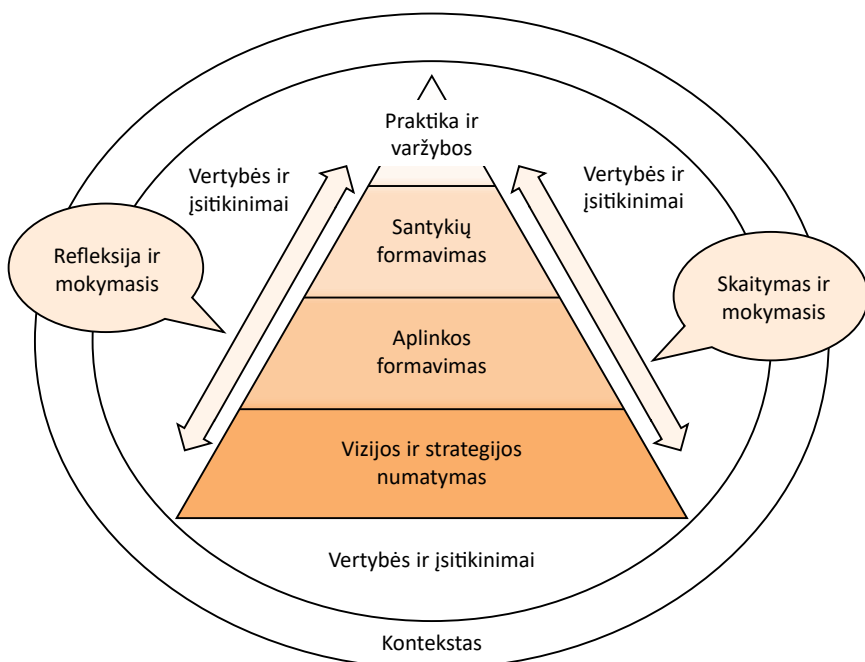 Praktika ir
varžybos
Vertybės ir
įsitikinimai
Vertybės ir
įsitikinimai
Refleksija ir
mokymasis
Santykių
formavimas
Skaitymas ir
mokymasis
Aplinkos
formavimas
Vizijos ir strategijos
numatymas
Vertybės ir įsitikinimai
Kontekstas